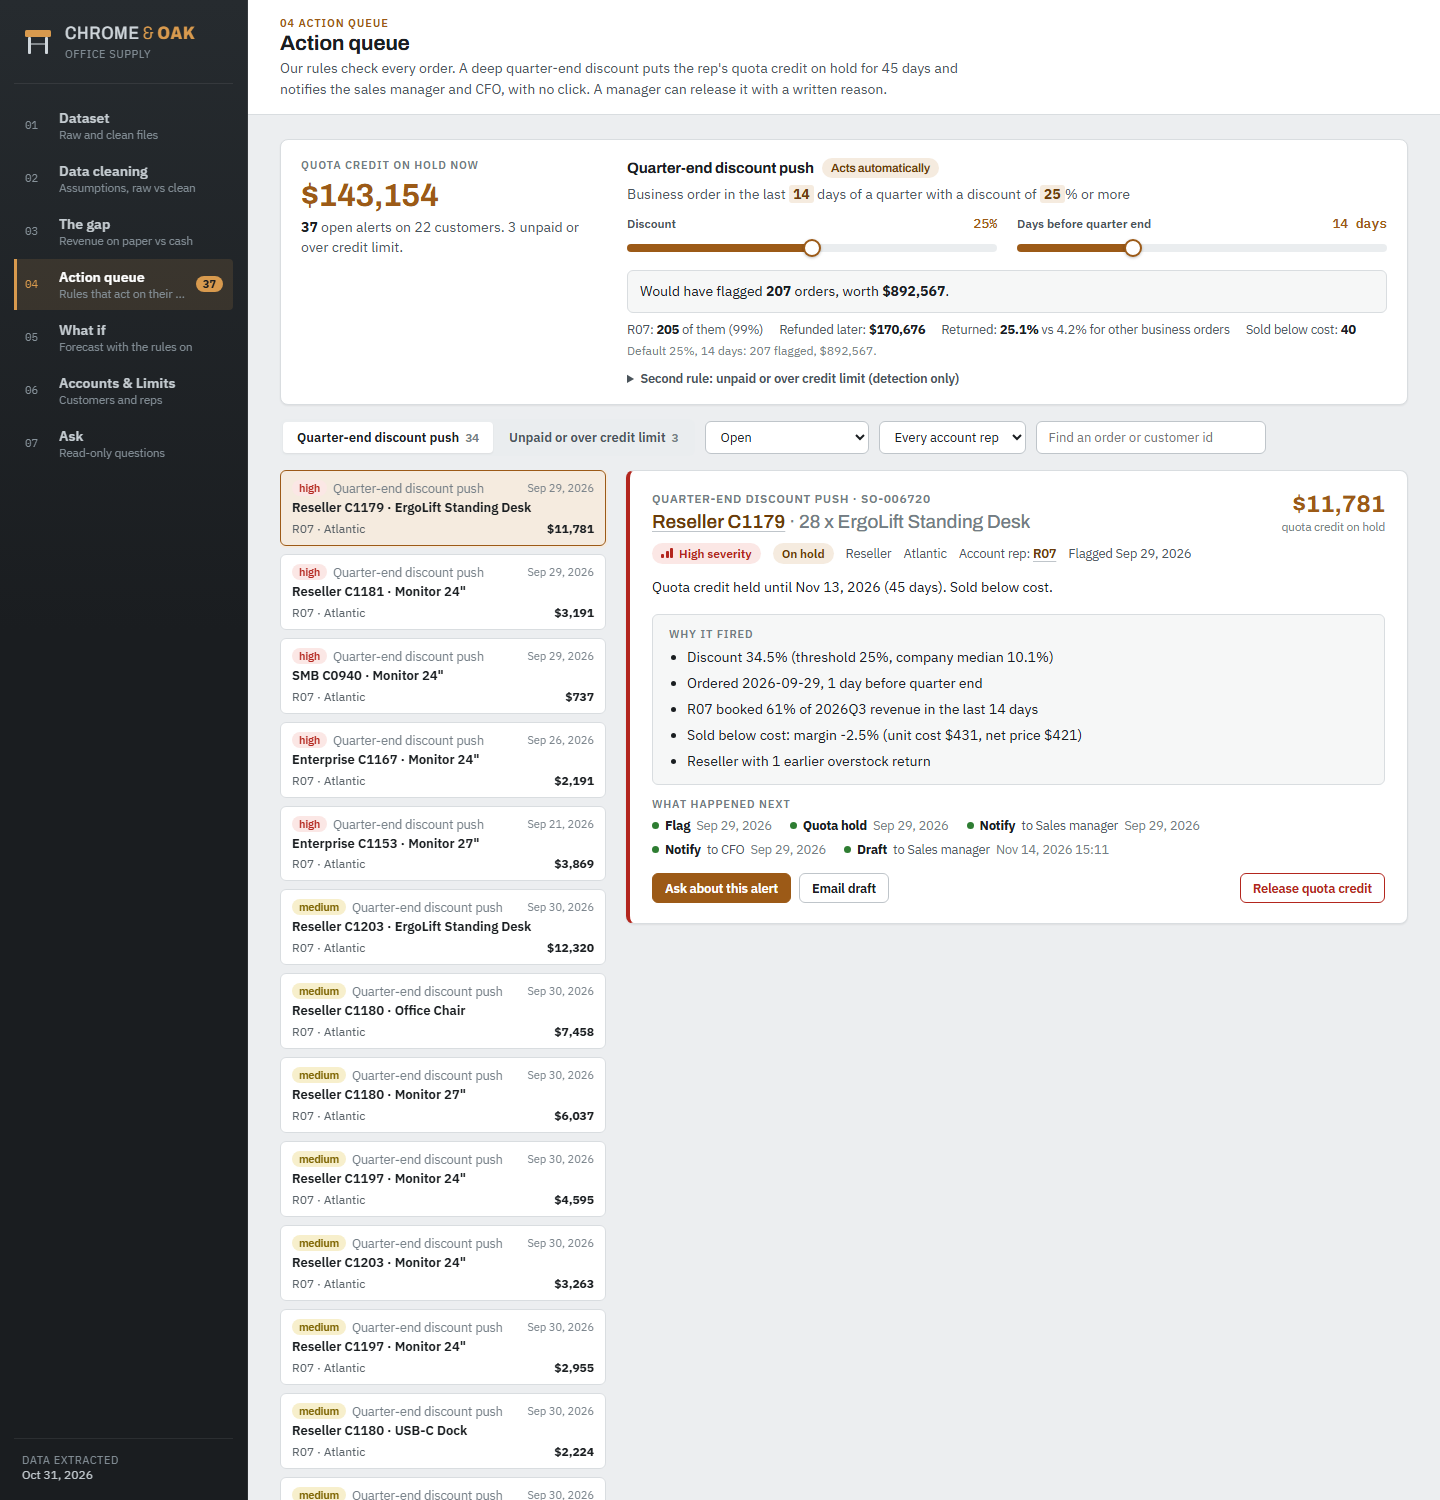 CHROME & OAK
OFFICE SUPPLY
01 Dataset
Raw and clean files
02 Data cleaning
Assumptions, raw vs clean
03 The gap
Revenue on paper vs cash
04 Action queue 37
Rules that act on their ...
05 What if
Forecast with the rules on
06 Accounts & Limits
Customers and reps
07 Ask
Read-only questions
DATA EXTRACTED
Oct 31, 2026
04 ACTION QUEUE
Action queue
Our rules check every order. A deep quarter-end discount puts the rep's quota credit on hold for 45 days and
notifies the sales manager and CFO, with no click. A manager can release it with a written reason.
QUOTA CREDIT ON HOLD NOW
$143,154
37 open alerts on 22 customers. 3 unpaid or
over credit limit.
Quarter-end discount push Acts automatically
Business order in the last 14 days of a quarter with a discount of 25 % or more
Discount 25% Days before quarter end 14 days
Would have flagged 207 orders, worth $892,567.
R07: 205 of them (99%) Refunded later: $170,676 Returned: 25.1% vs 4.2% for other business orders Sold below cost: 40
Default 25%, 14 days: 207 flagged, $892,567.
Second rule: unpaid or over credit limit (detection only)
Quarter-end discount push 34 Unpaid or over credit limit 3 Open Every account rep Find an order or customer id
high Quarter-end discount push Sep 29, 2026
Reseller C1179 · ErgoLift Standing Desk
R07 · Atlantic $11,781
high Quarter-end discount push Sep 29, 2026
Reseller C1181 · Monitor 24"
R07 · Atlantic $3,191
high Quarter-end discount push Sep 29, 2026
SMB C0940 · Monitor 24"
R07 · Atlantic $737
high Quarter-end discount push Sep 26, 2026
Enterprise C1167 · Monitor 24"
R07 · Atlantic $2,191
high Quarter-end discount push Sep 21, 2026
Enterprise C1153 · Monitor 27"
R07 · Atlantic $3,869
medium Quarter-end discount push Sep 30, 2026
Reseller C1203 · ErgoLift Standing Desk
R07 · Atlantic $12,320
medium Quarter-end discount push Sep 30, 2026
Reseller C1180 · Office Chair
R07 · Atlantic $7,458
medium Quarter-end discount push Sep 30, 2026
Reseller C1180 · Monitor 27"
R07 · Atlantic $6,037
medium Quarter-end discount push Sep 30, 2026
Reseller C1197 · Monitor 24"
R07 · Atlantic $4,595
medium Quarter-end discount push Sep 30, 2026
Reseller C1203 · Monitor 24"
R07 · Atlantic $3,263
medium Quarter-end discount push Sep 30, 2026
Reseller C1197 · Monitor 24"
R07 · Atlantic $2,955
medium Quarter-end discount push Sep 30, 2026
Reseller C1180 · USB-C Dock
R07 · Atlantic $2,224
medium Quarter-end discount push Sep 30, 2026
QUARTER-END DISCOUNT PUSH · SO-006720
Reseller C1179 · 28 x ErgoLift Standing Desk
$11,781
quota credit on hold
High severity On hold Reseller Atlantic Account rep: R07 Flagged Sep 29, 2026
Quota credit held until Nov 13, 2026 (45 days). Sold below cost.
WHY IT FIRED
• Discount 34.5% (threshold 25%, company median 10.1%)
• Ordered 2026-09-29, 1 day before quarter end
• R07 booked 61% of 2026Q3 revenue in the last 14 days
• Sold below cost: margin -2.5% (unit cost $431, net price $421)
• Reseller with 1 earlier overstock return
WHAT HAPPENED NEXT
Flag Sep 29, 2026 Quota hold Sep 29, 2026 Notify to Sales manager Sep 29, 2026
Notify to CFO Sep 29, 2026 Draft to Sales manager Nov 14, 2026 15:11
Ask about this alert Email draft Release quota credit